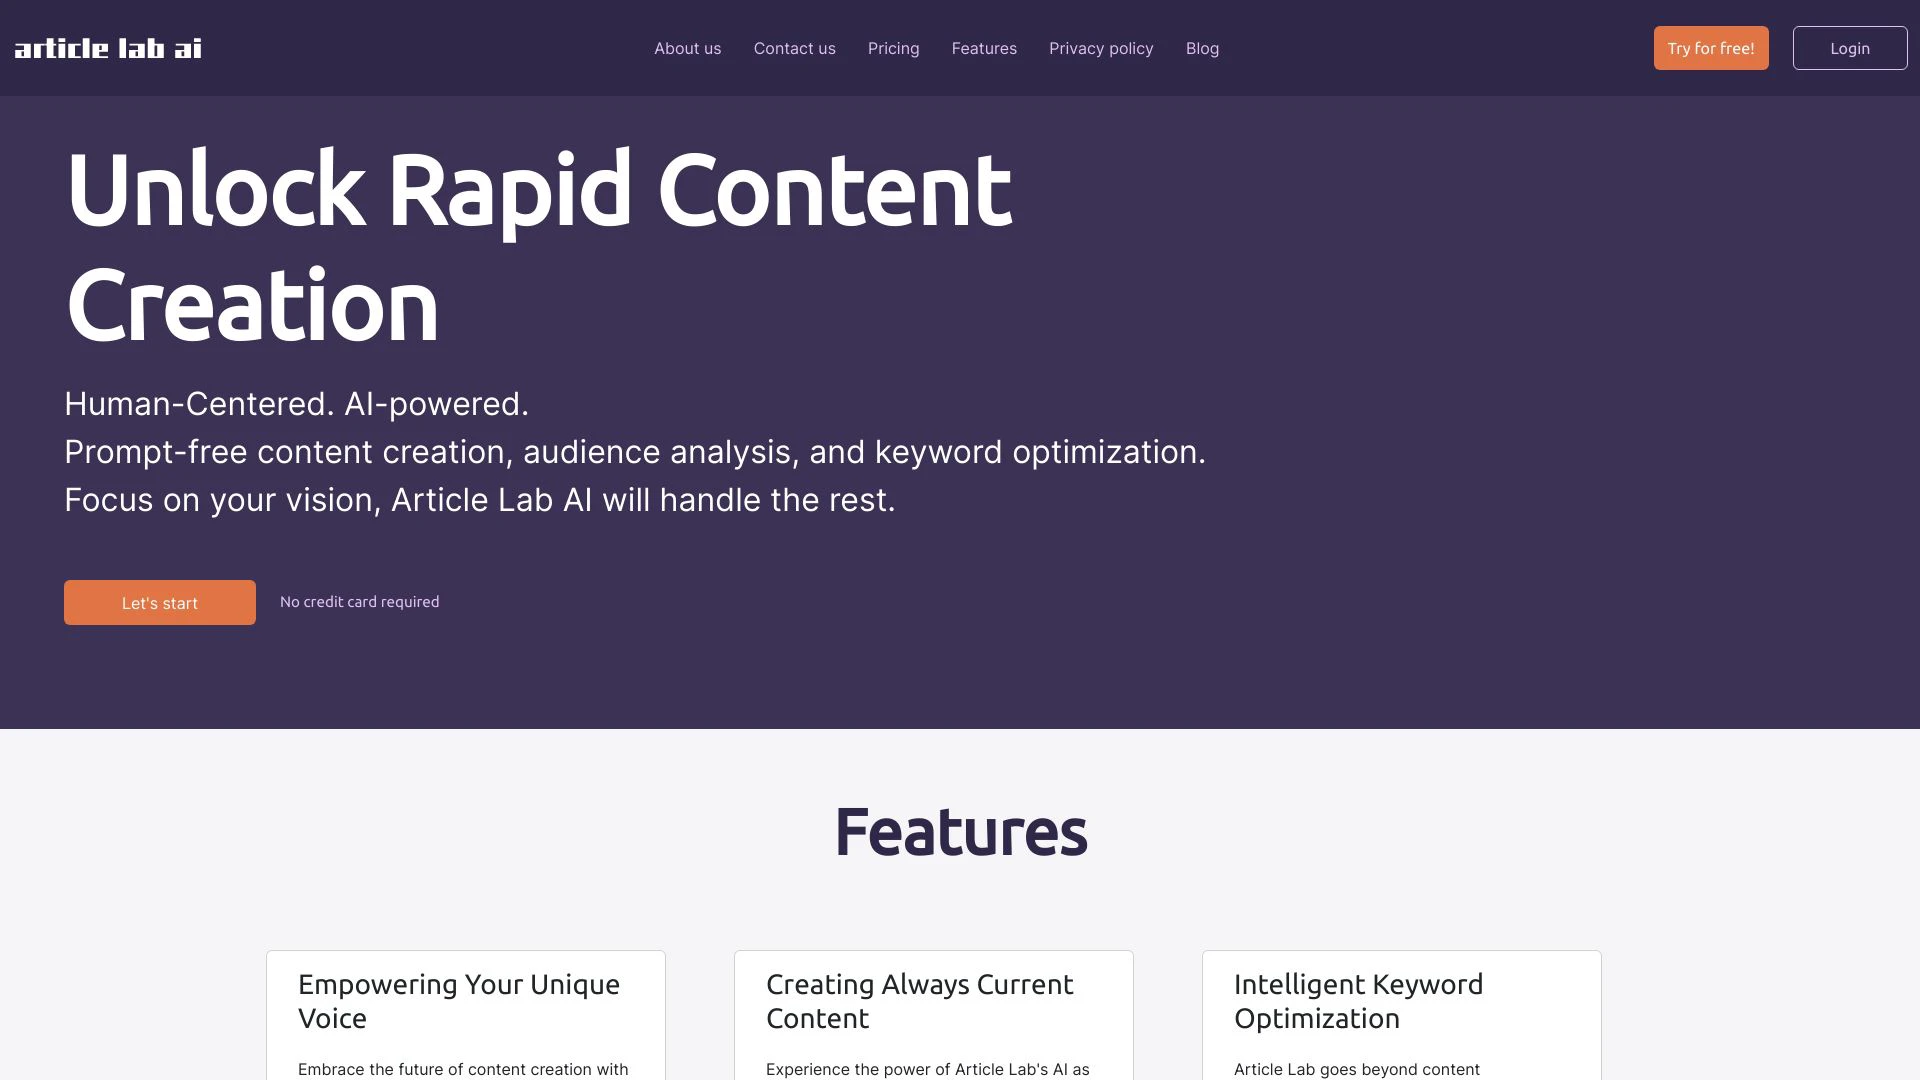 article lab ai
About us
Contact us
Pricing
Features
Privacy policy
Blog
Try for free!
Login
Unlock Rapid Content
Creation
Human-Centered. AI-powered.
Prompt-free content creation, audience analysis, and keyword optimization.
Focus on your vision, Article Lab AI will handle the rest.
Let's start
No credit card required
Features
Empowering Your Unique
Voice
Embrace the future of content creation with
Creating Always Current
Content
Experience the power of Article Lab's AI as
Intelligent Keyword
Optimization
Article Lab goes beyond content